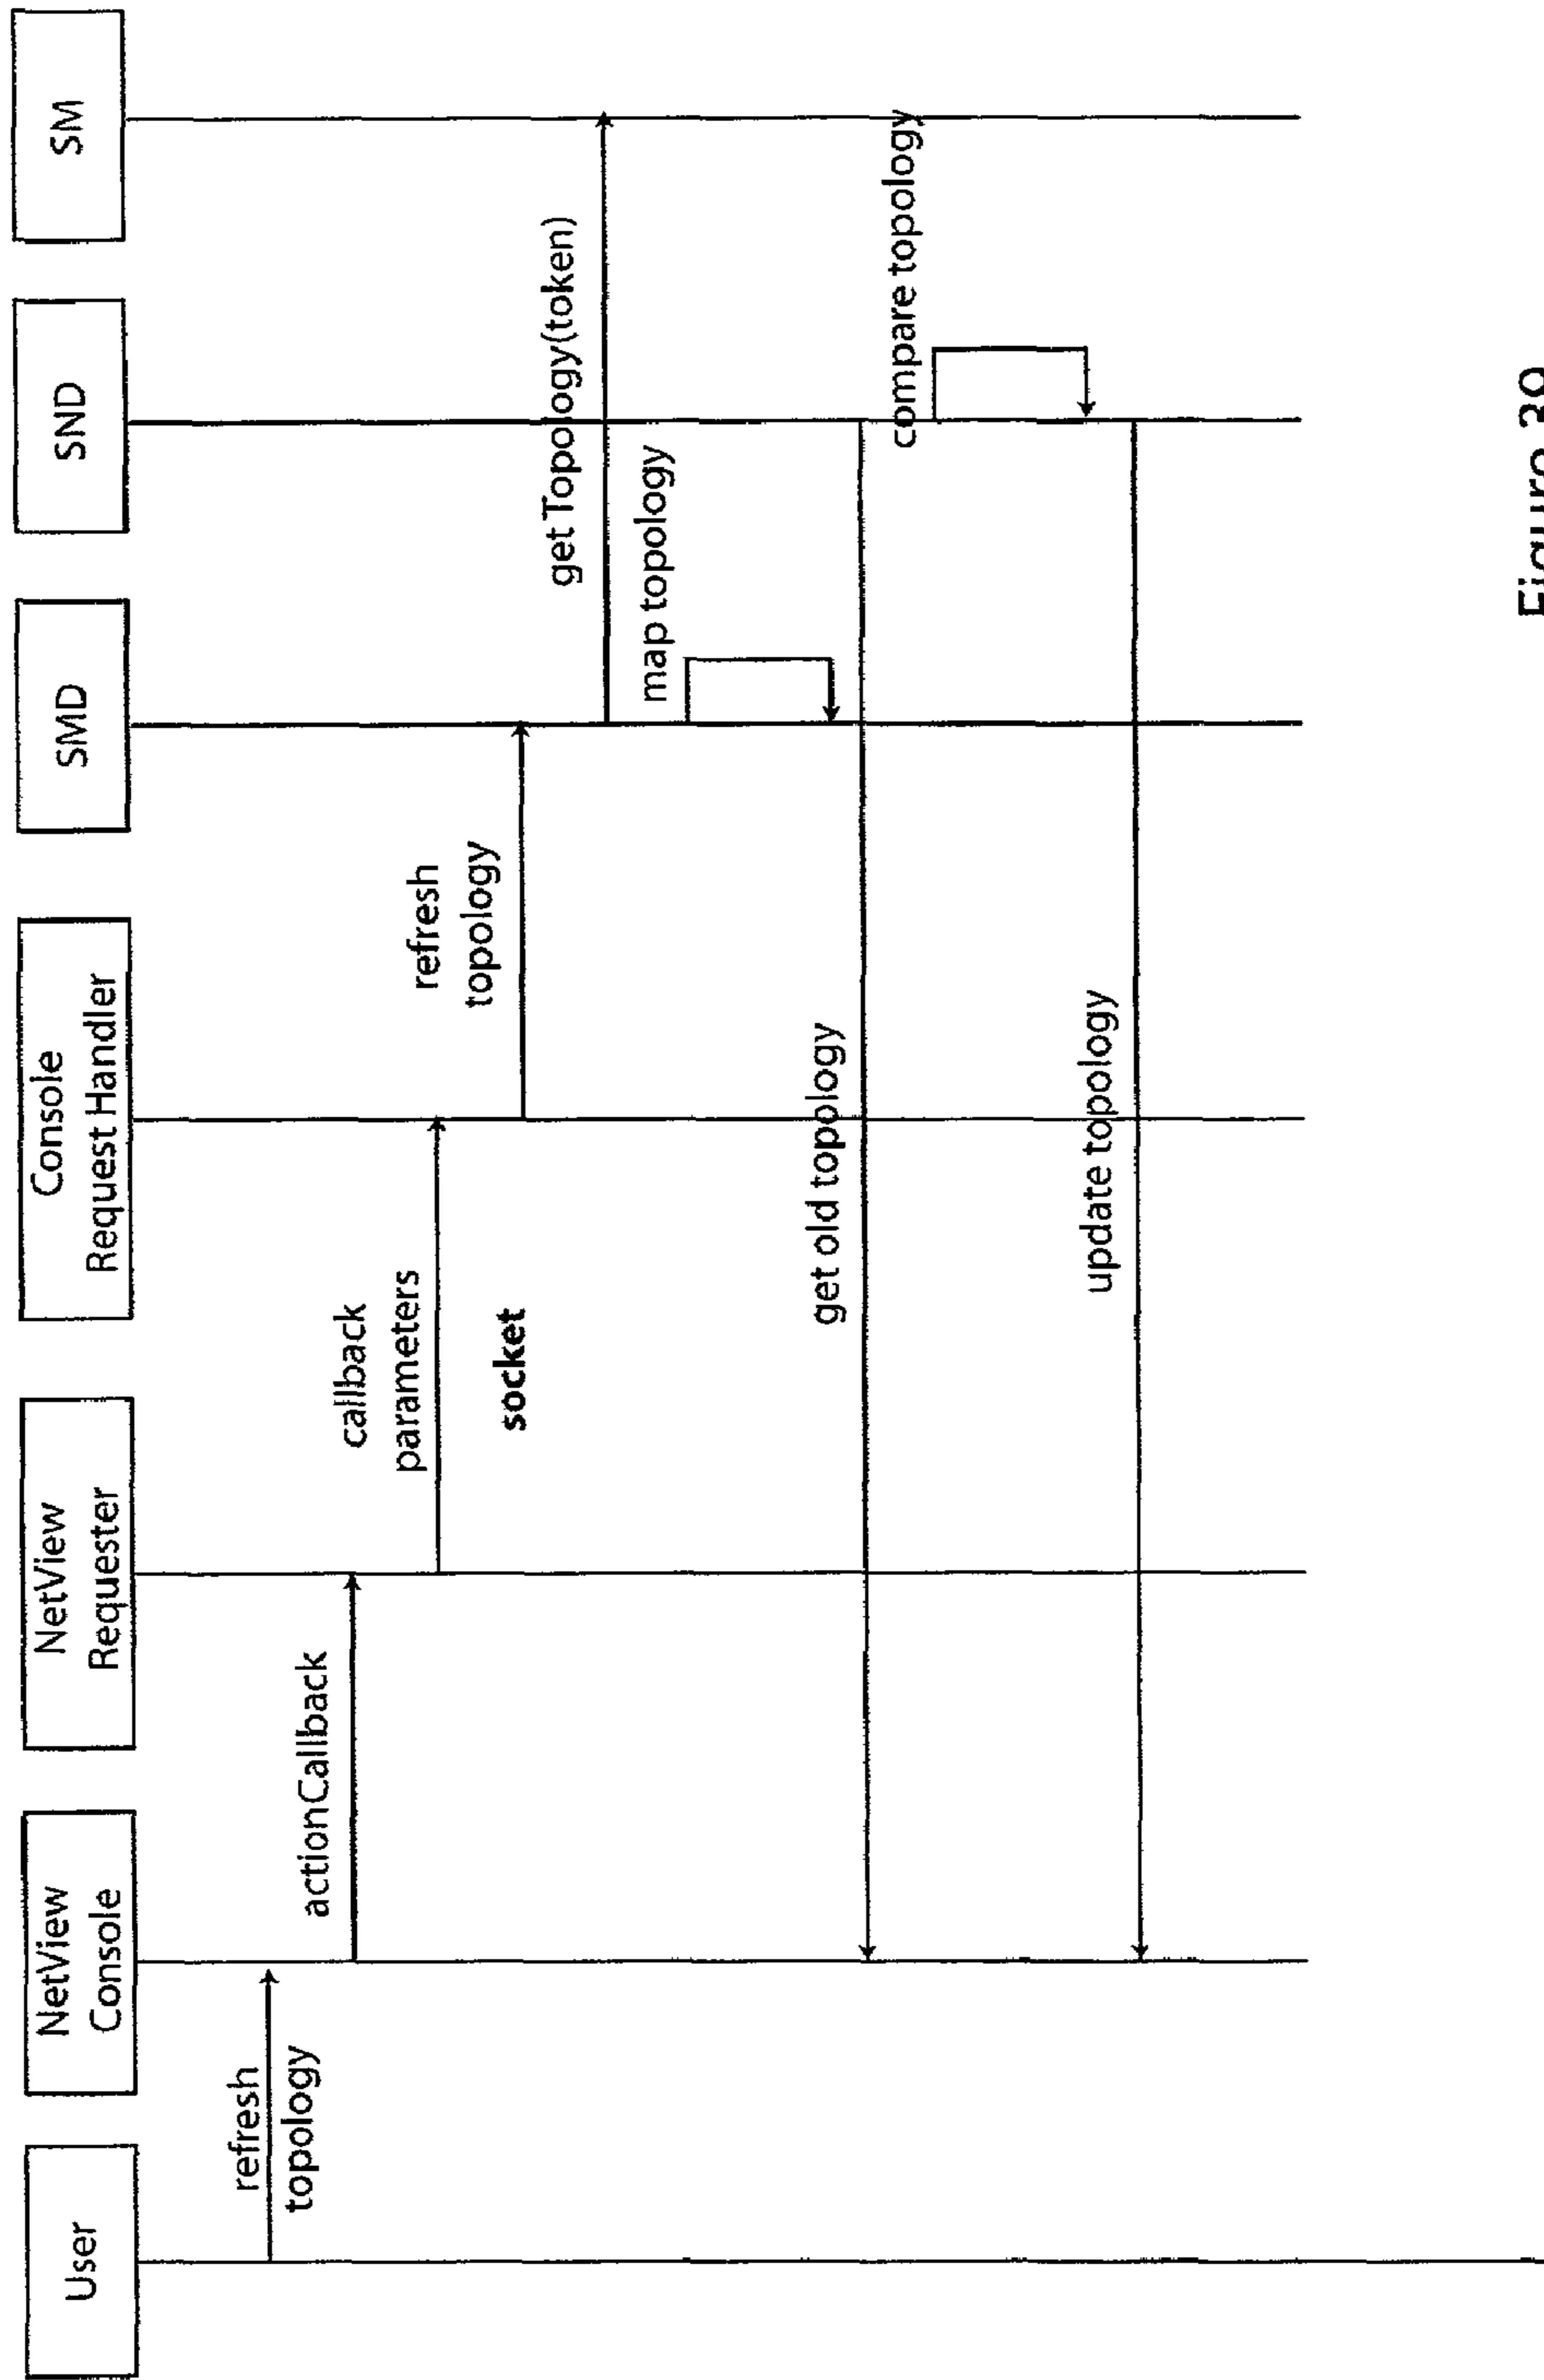 User
NetView
Console
NetView
Requester
Console
Request Handler
SMD
SND
SM
refresh
topology
actionCallback
callback
parameters
socket
refresh
topology
get Topology(token)
map topology
get old topology
compare topology
update topology
Figure 39